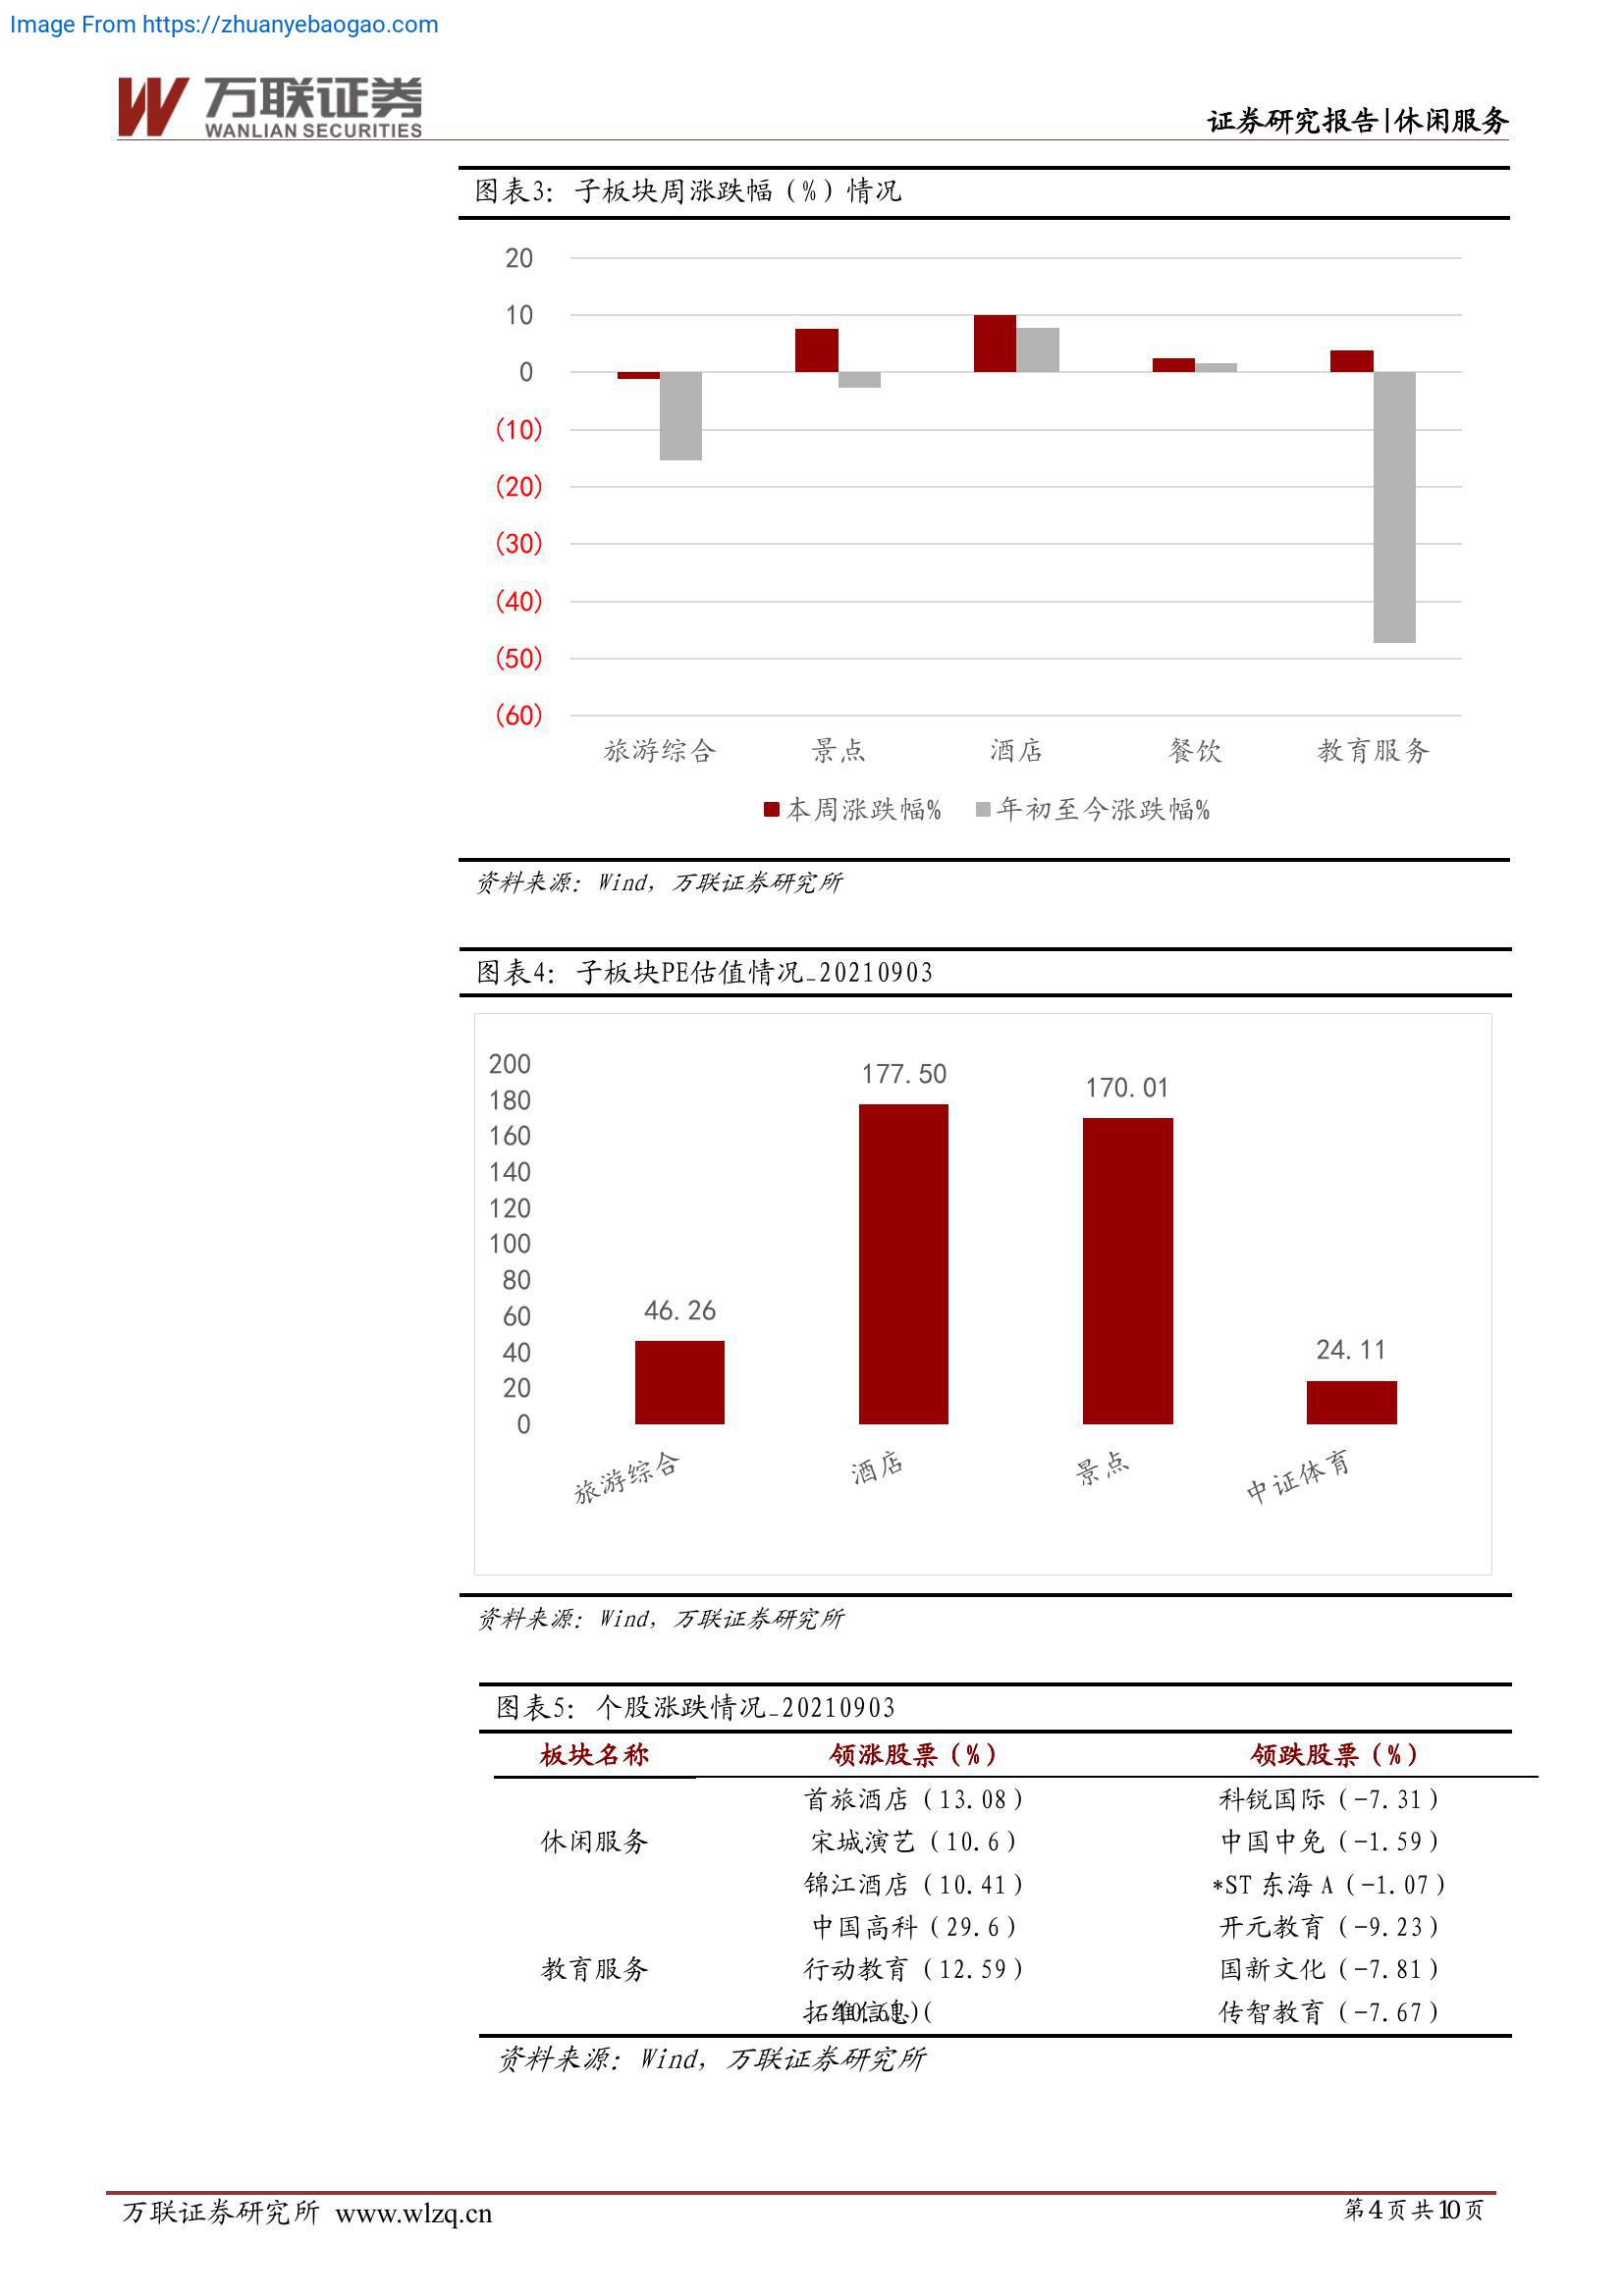 Image From https://zhuanyebaogao.com
万联证券
WANLIAN SECURITIES
证券研究报告|休闲服务
图表3：子板块周涨跌幅（%）情况
20
10
0
(10)
(20)
(30)
(40)
(50)
(60)
旅游综合 景点 酒店 餐饮 教育服务
本周涨跌幅% 年初至今涨跌幅%
资料来源：Wind，万联证券研究所
图表4：子板块PE估值情况_20210903
200
180
160
140
120
100
80
60
40
20
0
46.26 177.50 170.01 24.11
旅游综合 酒店 景点 中证体育
资料来源：Wind，万联证券研究所
图表5：个股涨跌情况_20210903
板块名称 领涨股票（%） 领跌股票（%）
首旅酒店（13.08） 科锐国际（-7.31）
休闲服务 宋城演艺（10.6） 中国中免（-1.59）
锦江酒店（10.41） *ST 东海 A（-1.07）
中国高科（29.6） 开元教育（-9.23）
教育服务 行动教育（12.59） 国新文化（-7.81）
拓维信息 传智教育（-7.67）
资料来源：Wind，万联证券研究所
万联证券研究所 www.wlzq.cn 第4页共10页